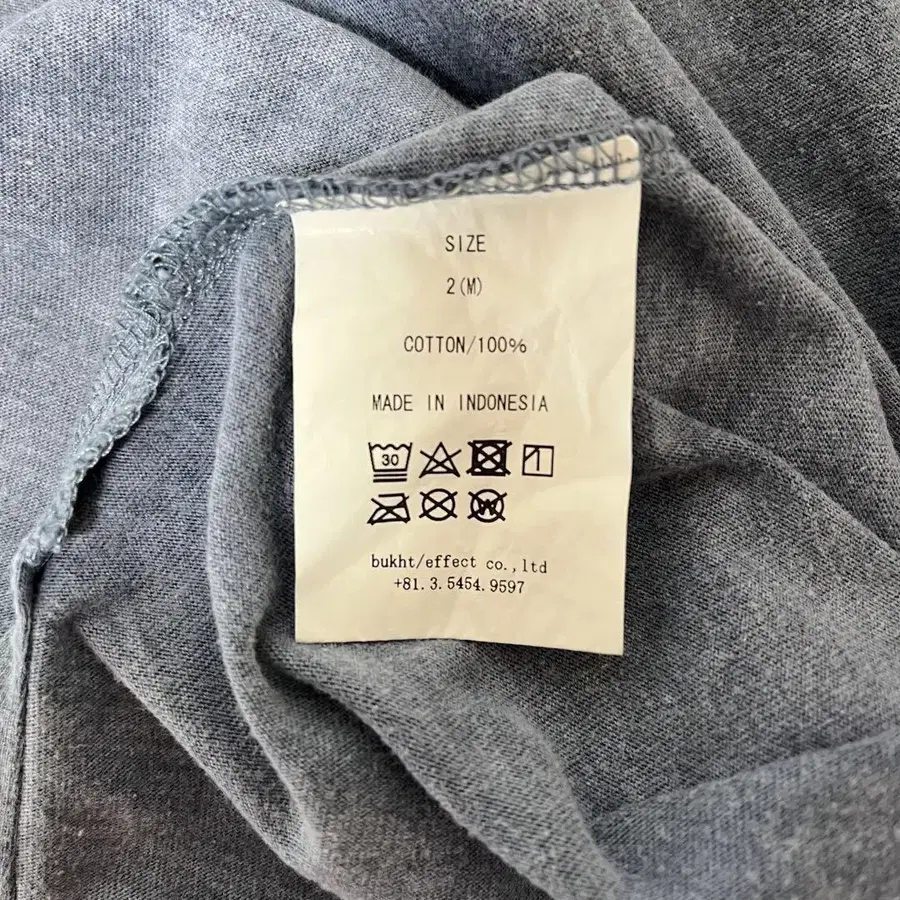 SIZE
2(M)
COTTON/100%
MADE IN INDONESIA
30
W
bukht/effect co.,ltd
+81.3.5454.9597